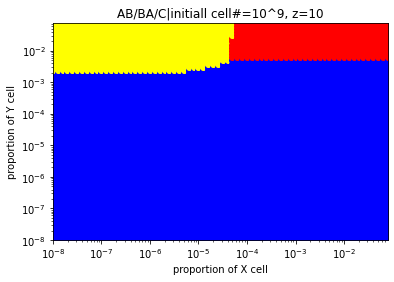 AB/BA/C|initiall cell#=10^9, z=10
proportion of Y cell
10⁻²
10⁻³
10⁻⁴
10⁻⁵
10⁻⁶
10⁻⁷
10⁻⁸
10⁻⁸ 10⁻⁷ 10⁻⁶ 10⁻⁵ 10⁻⁴ 10⁻³ 10⁻²
proportion of X cell